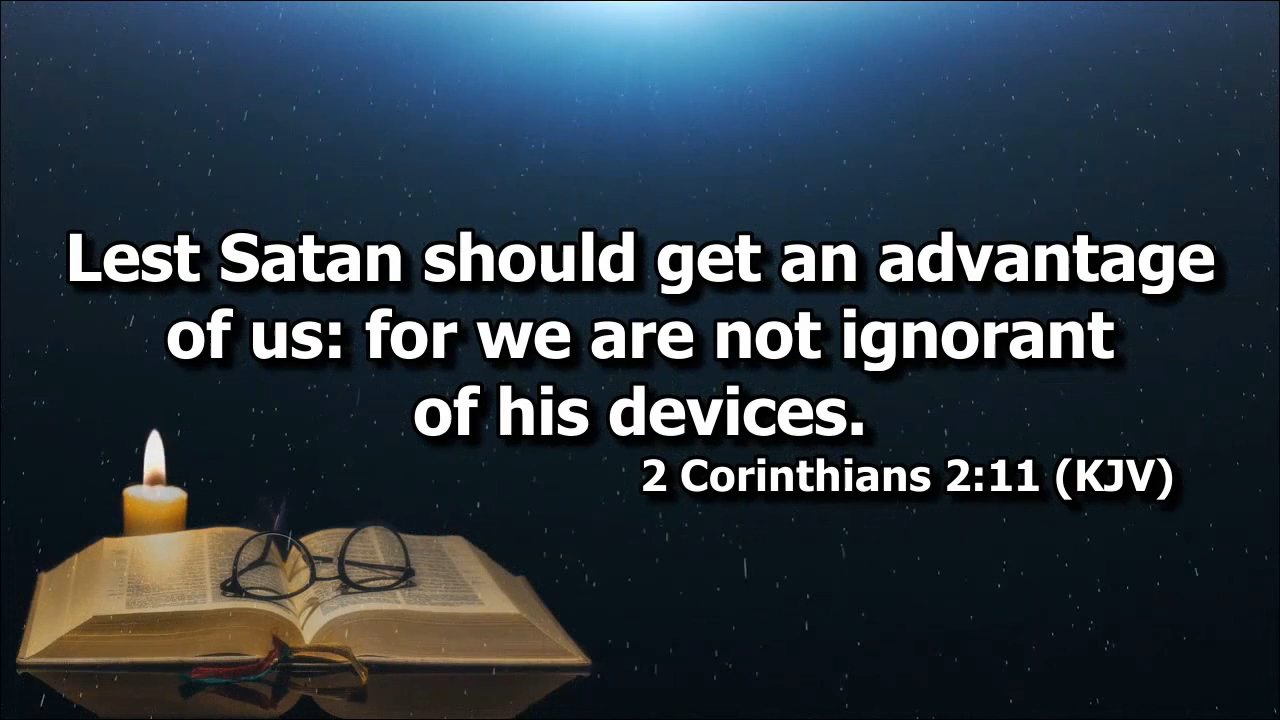 Lest Satan should get an advantage
of us: for we are not ignorant
of his devices.
2 Corinthians 2:11 (KJV)